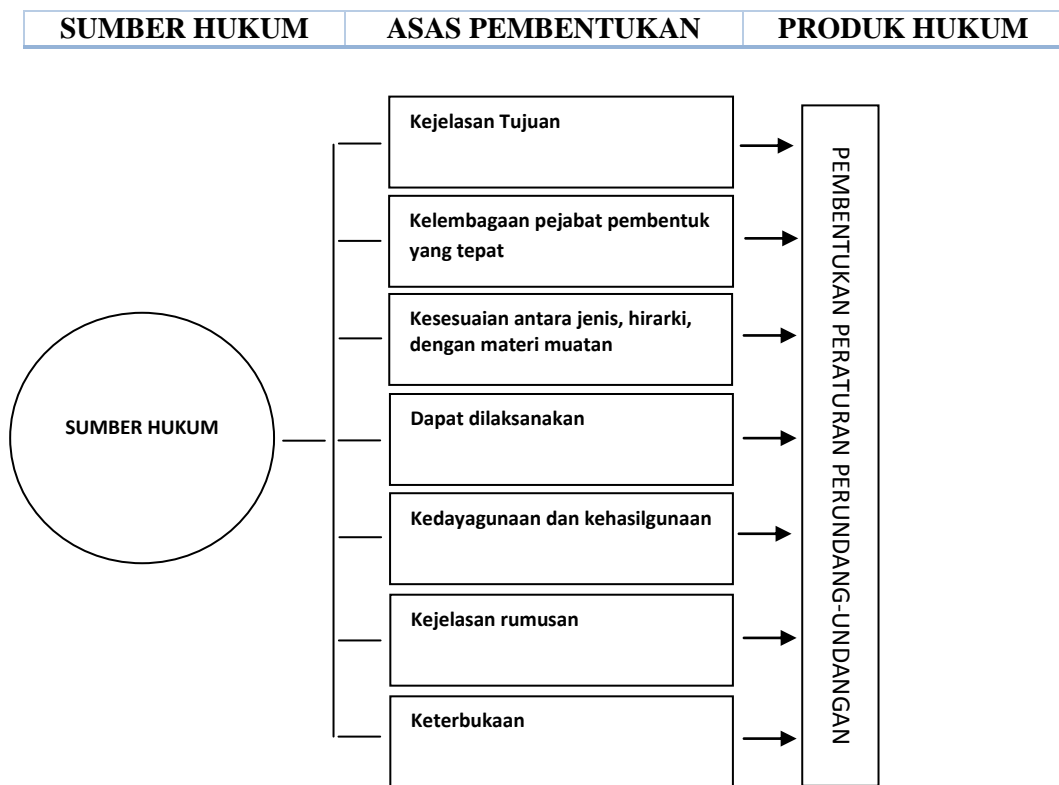 SUMBER HUKUM ASAS PEMBENTUKAN PRODUK HUKUM
SUMBER HUKUM
Kejelasan Tujuan
Kelembagaan pejabat pembentuk
yang tepat
Kesesuaian antara jenis, hirarki,
dengan materi muatan
Dapat dilaksanakan
Kedayagunaan dan kehasilgunaan
Kejelasan rumusan
Keterbukaan
PEMBENTUKAN PERATURAN PERUNDANG-UNDANGAN